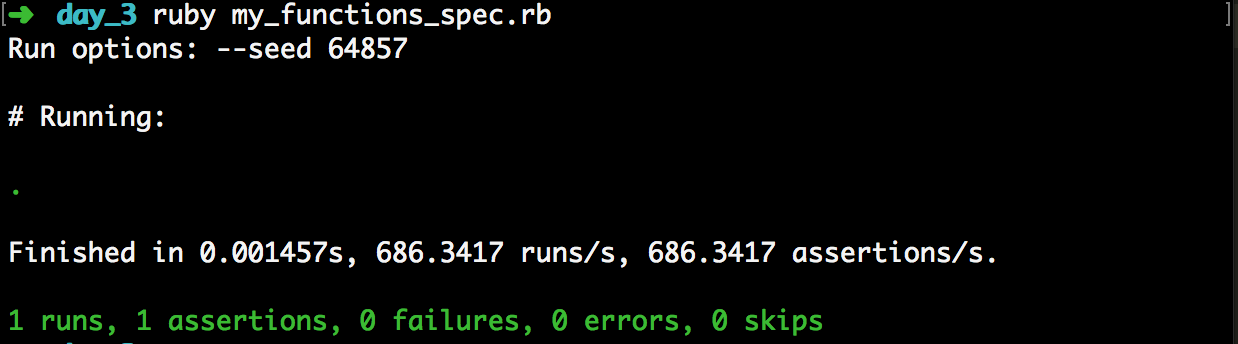 [➜ day_3 ruby my_functions_spec.rb ]
Run options: --seed 64857
# Running:
.
Finished in 0.001457s, 686.3417 runs/s, 686.3417 assertions/s.
1 runs, 1 assertions, 0 failures, 0 errors, 0 skips